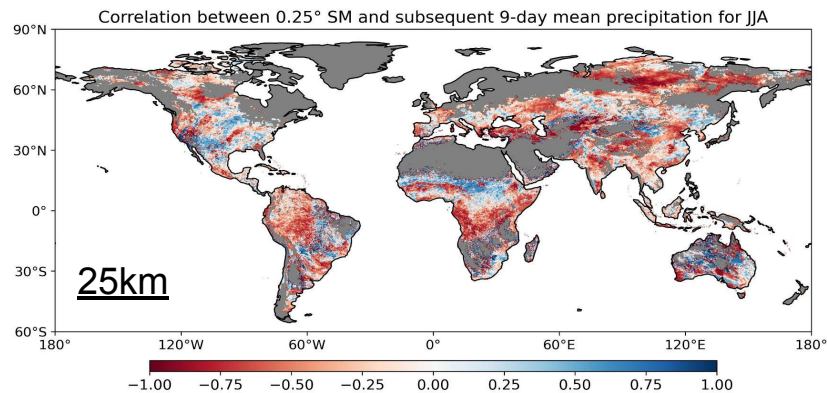 Correlation between 0.25° SM and subsequent 9-day mean precipitation for JJA
90°N
60°N
30°N
0°
30°S
60°S
25km
180° 120°W 60°W 0° 60°E 120°E 180°
−1.00 −0.75 −0.50 −0.25 0.00 0.25 0.50 0.75 1.00